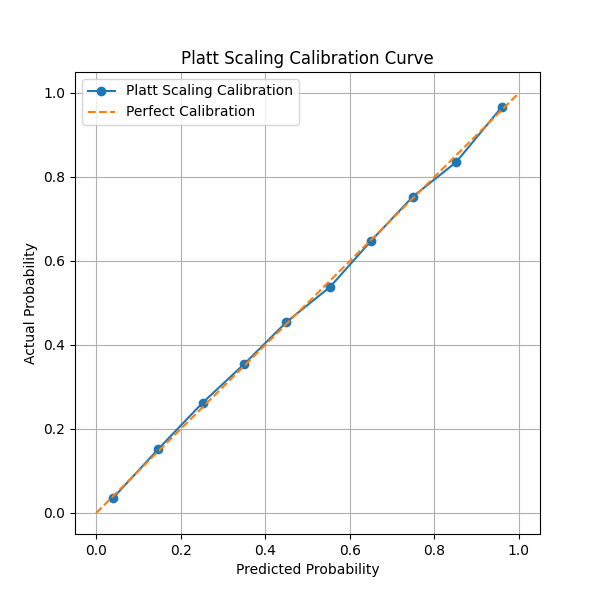 Platt Scaling Calibration Curve
Platt Scaling Calibration
Perfect Calibration
1.0
0.8
0.6
0.4
0.2
0.0
Actual Probability
0.0 0.2 0.4 0.6 0.8 1.0
Predicted Probability